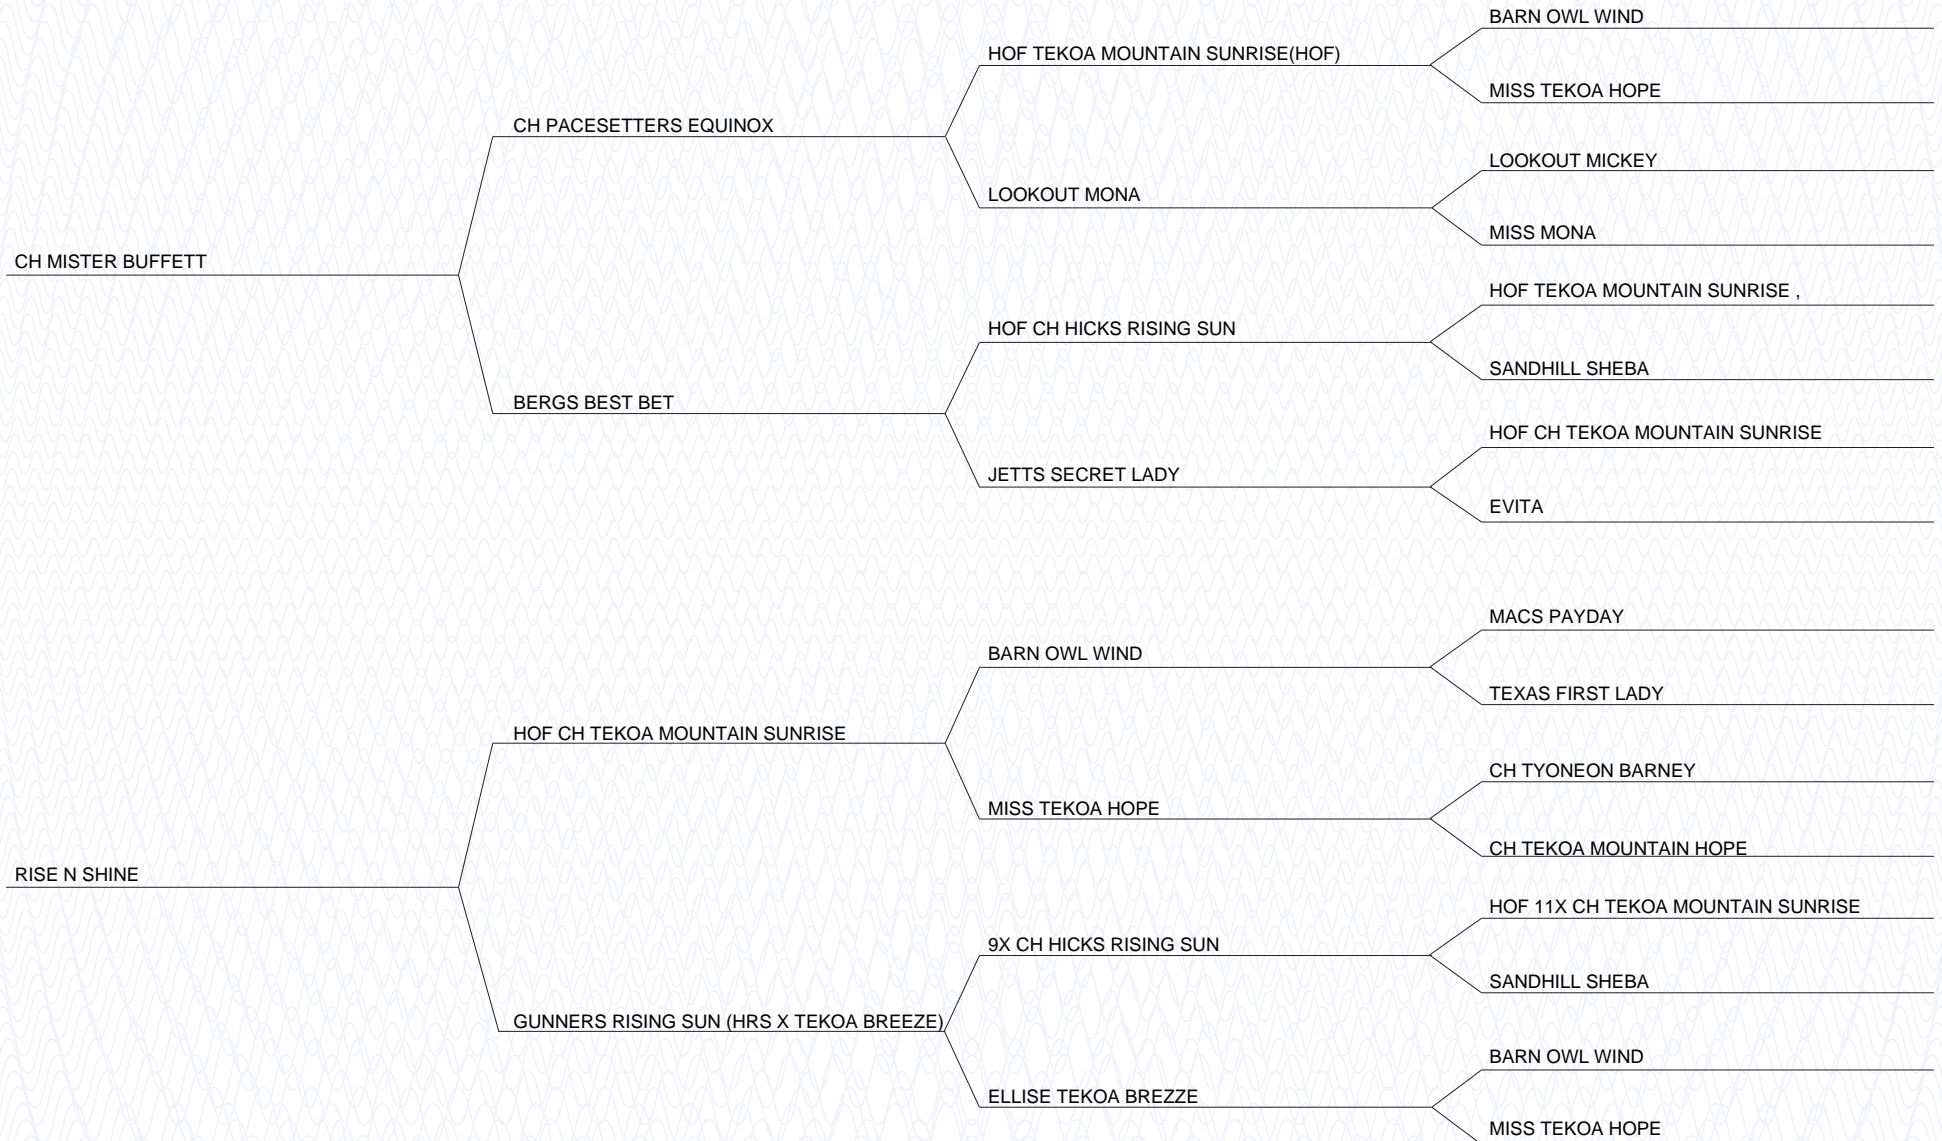 BARN OWL WIND
HOF TEKOA MOUNTAIN SUNRISE(HOF)
MISS TEKOA HOPE
CH PACESETTERS EQUINOX
LOOKOUT MICKEY
LOOKOUT MONA
MISS MONA
CH MISTER BUFFETT
HOF TEKOA MOUNTAIN SUNRISE ,
HOF CH HICKS RISING SUN
SANDHILL SHEBA
BERGS BEST BET
HOF CH TEKOA MOUNTAIN SUNRISE
JETTS SECRET LADY
EVITA
MACS PAYDAY
BARN OWL WIND
TEXAS FIRST LADY
HOF CH TEKOA MOUNTAIN SUNRISE
CH TYONEON BARNEY
MISS TEKOA HOPE
CH TEKOA MOUNTAIN HOPE
RISE N SHINE
HOF 11X CH TEKOA MOUNTAIN SUNRISE
9X CH HICKS RISING SUN
SANDHILL SHEBA
GUNNERS RISING SUN (HRS X TEKOA BREEZE)
BARN OWL WIND
ELLISE TEKOA BREZZE
MISS TEKOA HOPE